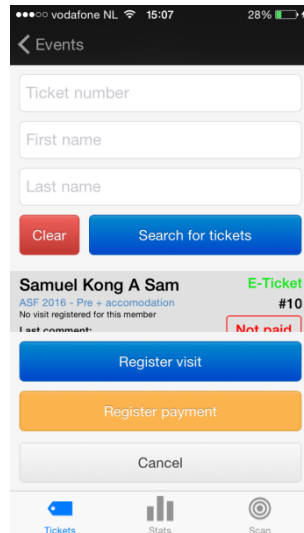 vodafone NL 15:07 28%
Events
Ticket number
First name
Last name
Clear Search for tickets
Samuel Kong A Sam E-Ticket
ASF 2016 - Pre + accomodation #10
No visit registered for this member
Last comment: Not paid
Register visit
Register payment
Cancel
Tickets Stats Scan